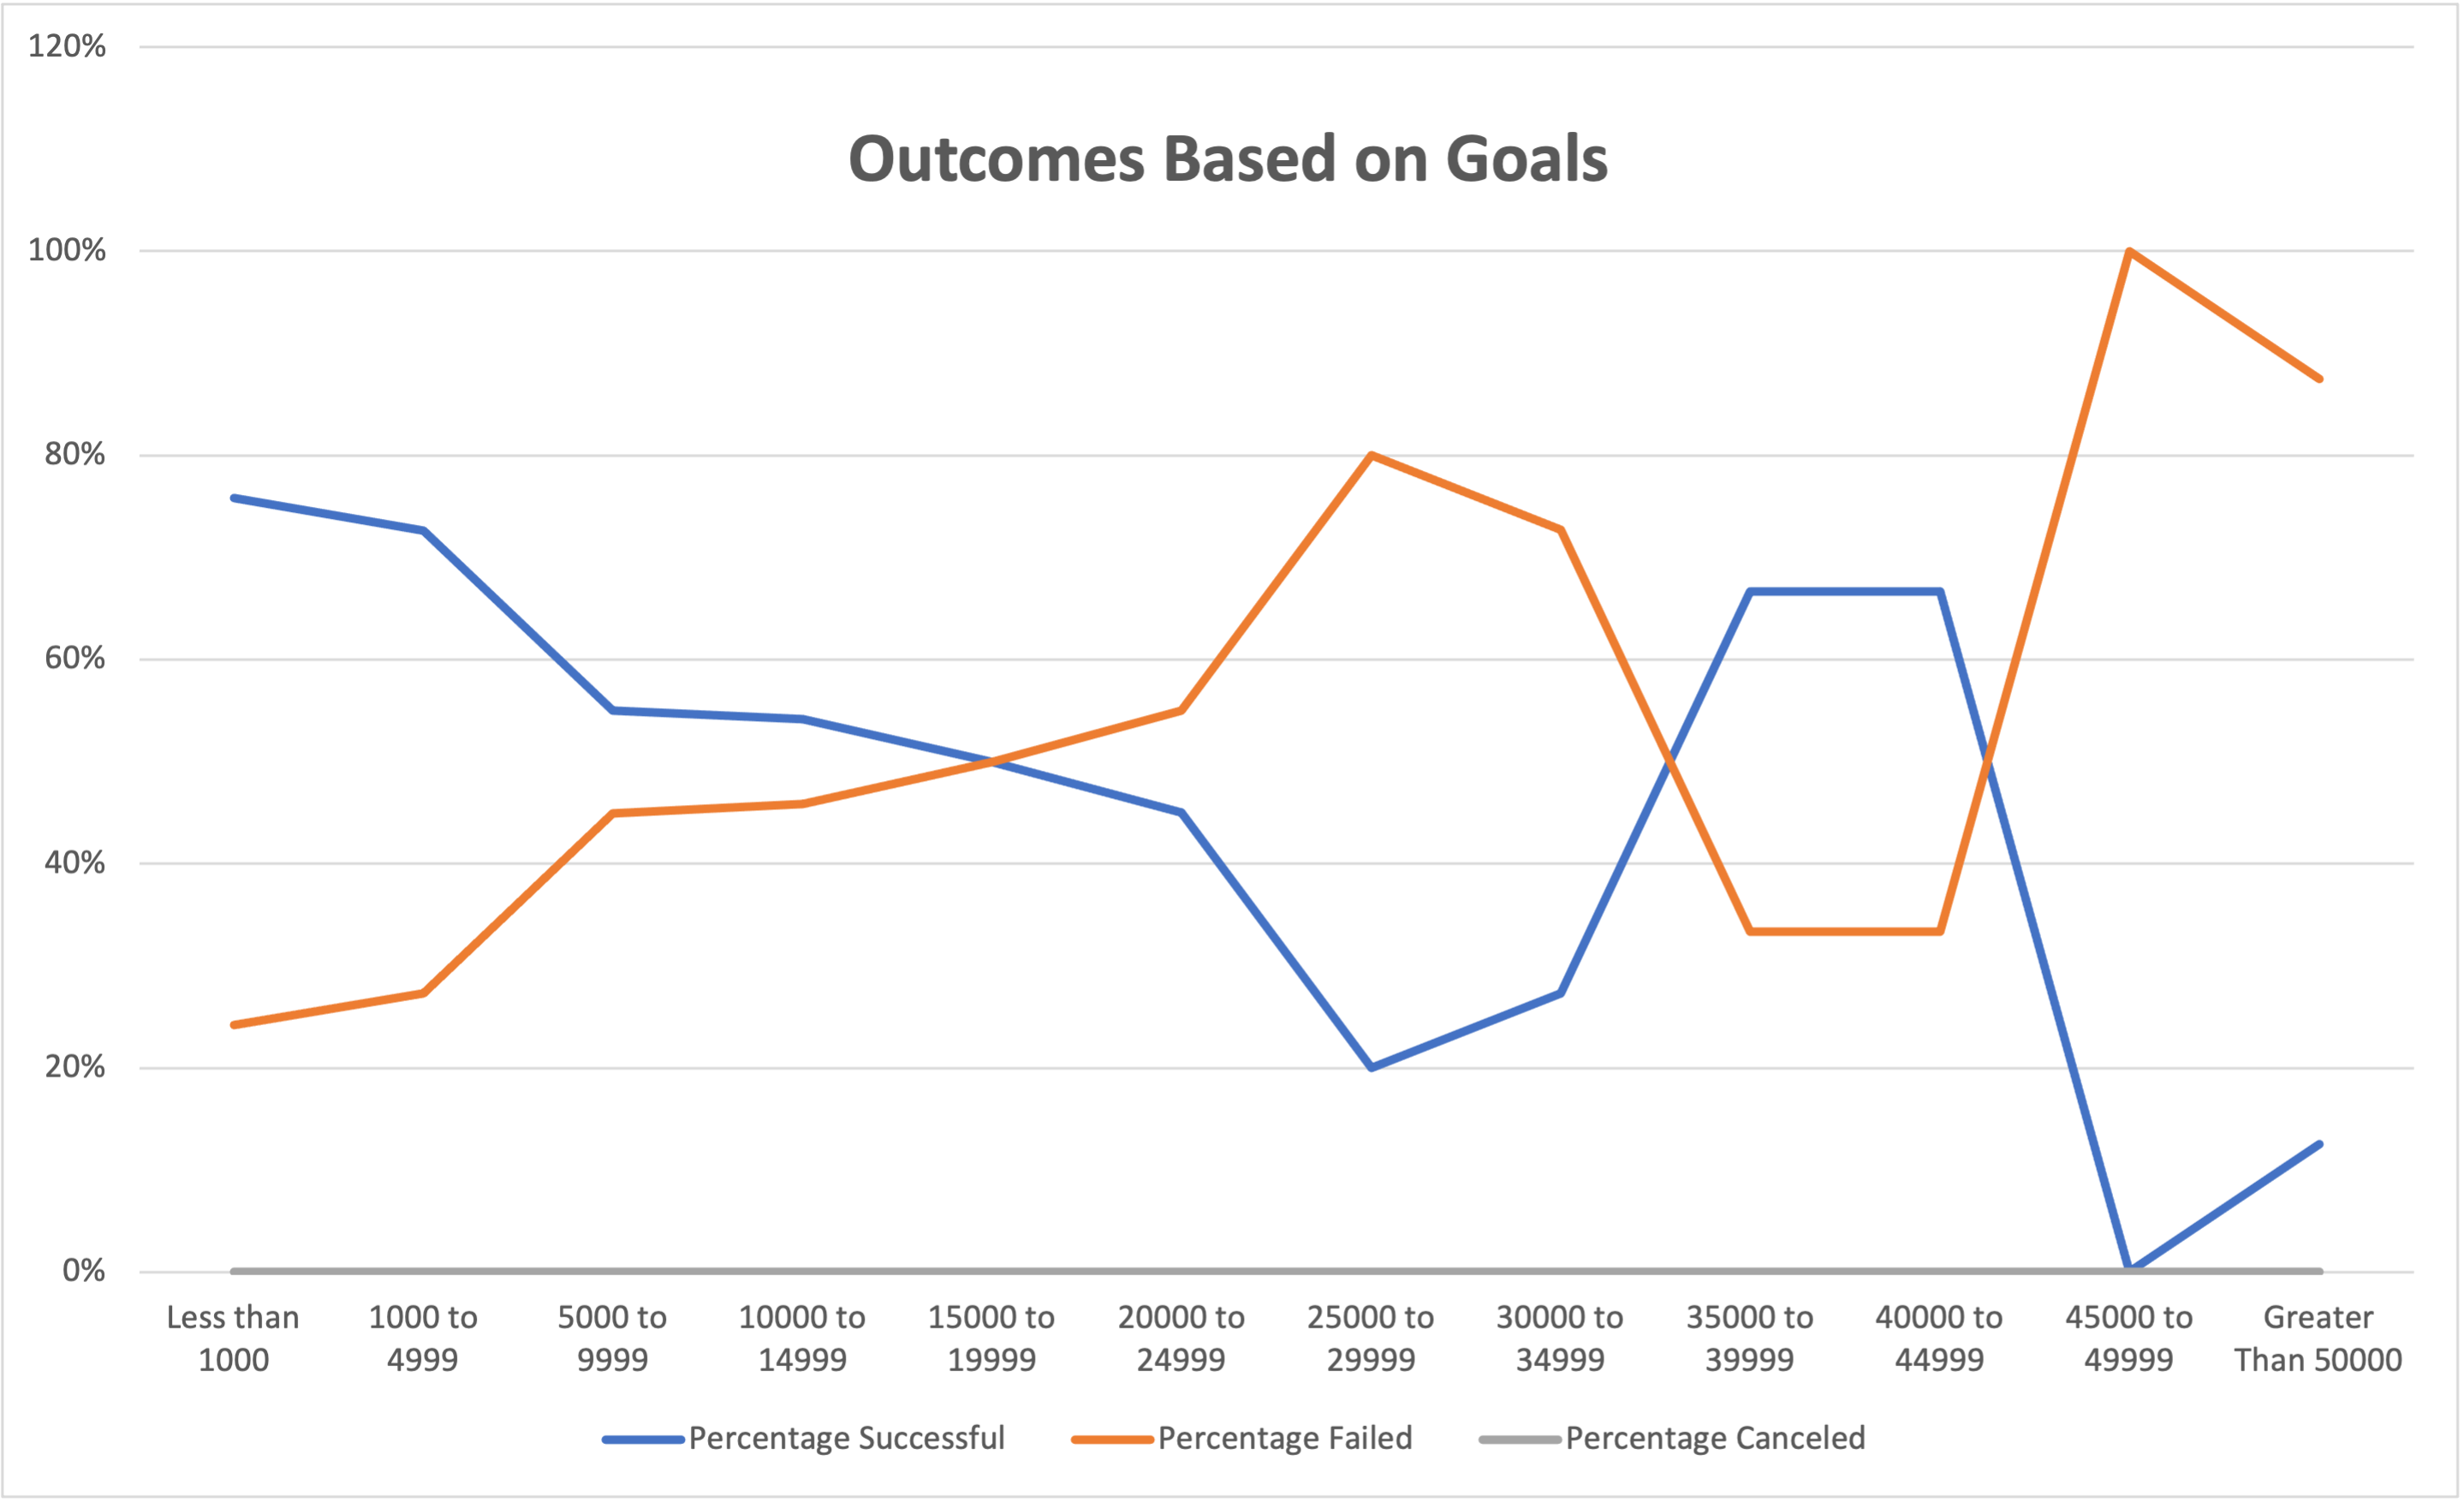 120%
Outcomes Based on Goals
100%
80%
60%
40%
20%
0%
Less than 1000 to 5000 to 10000 to 15000 to 20000 to 25000 to 30000 to 35000 to 40000 to 45000 to Greater
1000 4999 9999 14999 19999 24999 29999 34999 39999 44999 49999 Than 50000
Percentage Successful Percentage Failed Percentage Canceled